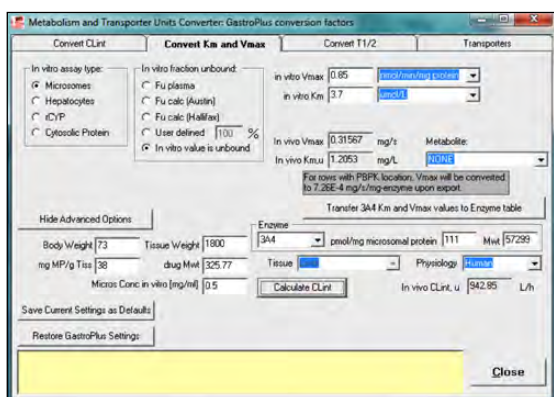 Metabolism and Transporter Units Converter: GastroPlus conversion factors
Convert CLint Convert Km and Vmax Convert T1/2 Transporters
In vitro assay type: In vitro fraction unbound:
Microsomes Fu plasma in vitro Vmax 0.85 nmol/min/mg protein
Hepatocytes Fu calc (Austin) in vitro Km 3.7 umol/L
rCYP Fu calc (Hallifax)
Cytosolic Protein User defined 100 %
In vitro value is unbound In vivo Vmax 0.31567 mg/s Metabolite:
In vivo Km,u 1.2053 mg/L NONE
For rows with PBPK location, Vmax will be converted
to 7.26E-4 mg/s/mg-enzyme upon export.
Transfer 3A4 Km and Vmax values to Enzyme table
Hide Advanced Options Enzyme
3A4 pmol/mg microsomal protein 111 Mwt 57299
Body Weight 73 Tissue Weight 1800
mg MP/g Tiss 38 drug Mwt 325.77 Tissue Physiology Human
Micros Conc in vitro [mg/ml] 0.5 Calculate CLint In vivo CLint, u 942.85 L/h
Save Current Settings as Defaults
Restore GastroPlus Settings
Close